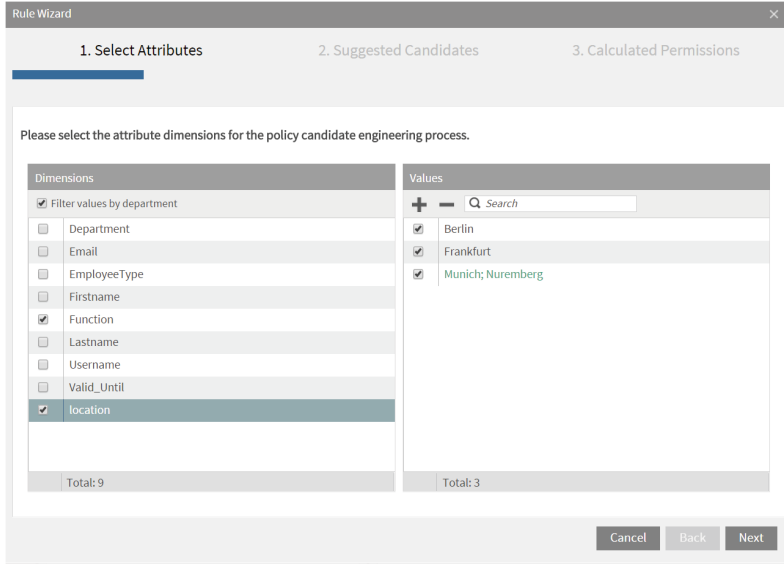 Rule Wizard
1. Select Attributes 2. Suggested Candidates 3. Calculated Permissions
Please select the attribute dimensions for the policy candidate engineering process.
Dimensions
Filter values by department
Department
Email
EmployeeType
Firstname
Function
Lastname
Username
Valid_Until
location
Total: 9
Values
Search
Berlin
Frankfurt
Munich; Nuremberg
Total: 3
Cancel Back Next